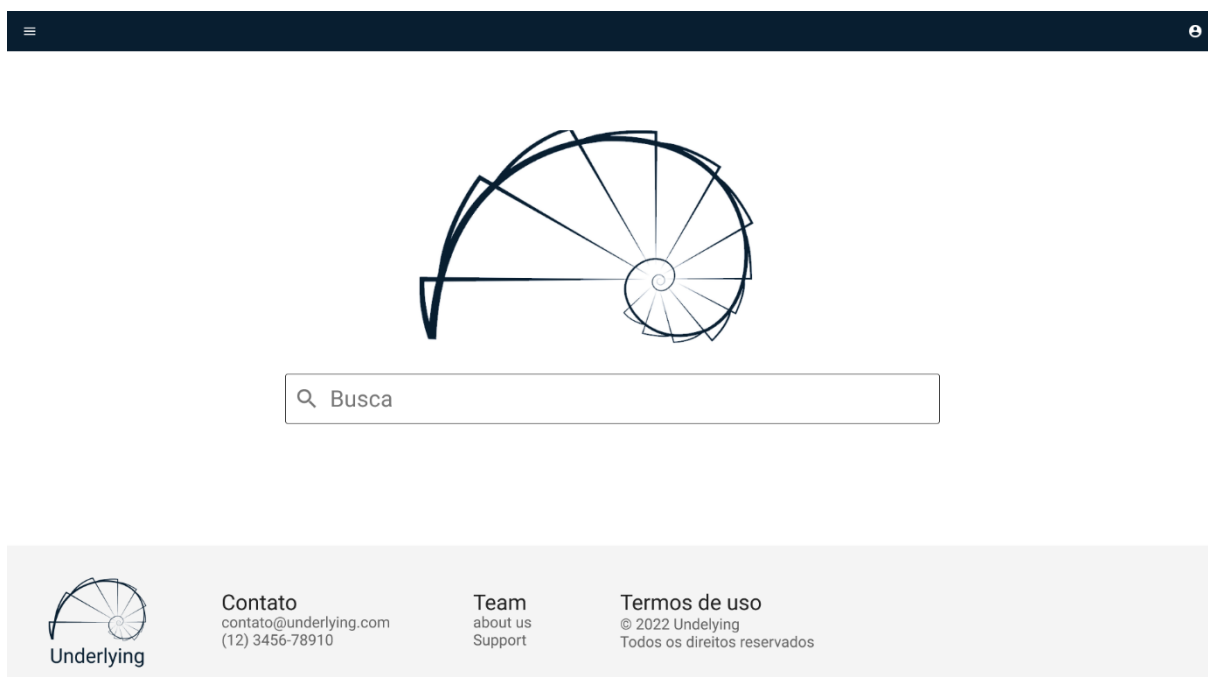 Busca
Underlying
Contato
contato@underlying.com
(12) 3456-78910
Team
about us
Support
Termos de uso
© 2022 Undelying
Todos os direitos reservados